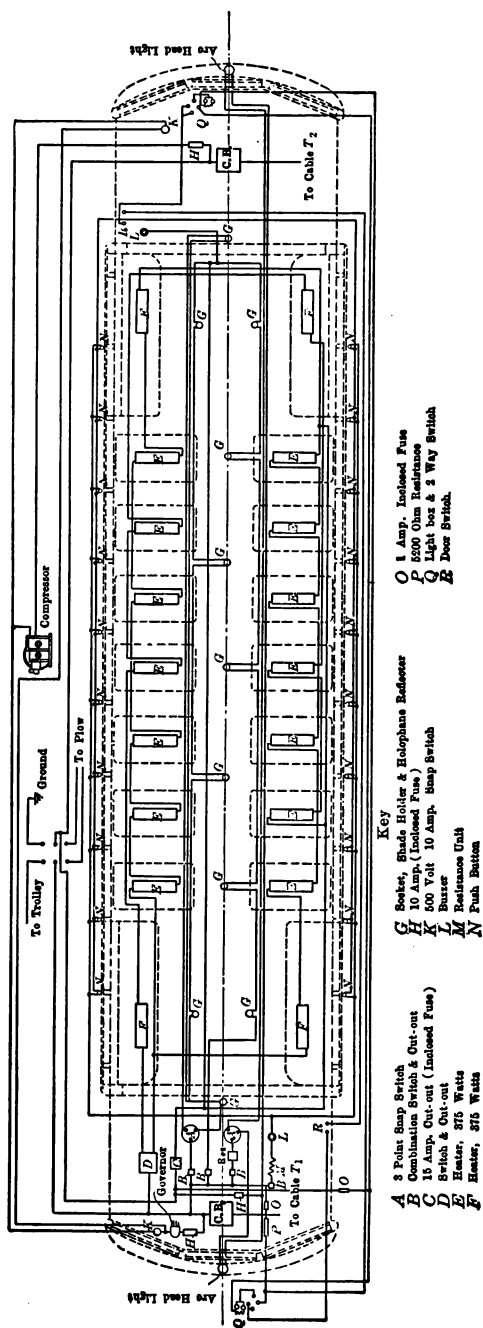 Arc Head Light
K
Q
H
C.B.
To Cable T2
L
Compressor
Ground
To Plow
To Trolley
N N N N N N N N N N
F E E E E E E E F
G G G G G G G G G
F E E E E E E E F
N N N N N N N N N N
D
Governor
K
H
C
B
B
B
B
Res
H
L
R
C.B.
To Cable T1
P
O
O
Arc Head Light
Q
Key
A 3 Point Snap Switch
B Combination Switch & Cut-out
C 15 Amp. Cut-out (Inclosed Fuse)
D Switch & Cut-out
E Heater, 375 Watts
F Heater, 375 Watts
G Socket, Shade Holder & Holophane Reflector
H 10 Amp. (Inclosed Fuse)
K 500 Volt 10 Amp. Snap Switch
L Buzzer
M Resistance Unit
N Push Button
O 1 Amp. Inclosed Fuse
P 5200 Ohm Resistance
Q Light box & 2 Way Switch
R Door Switch.